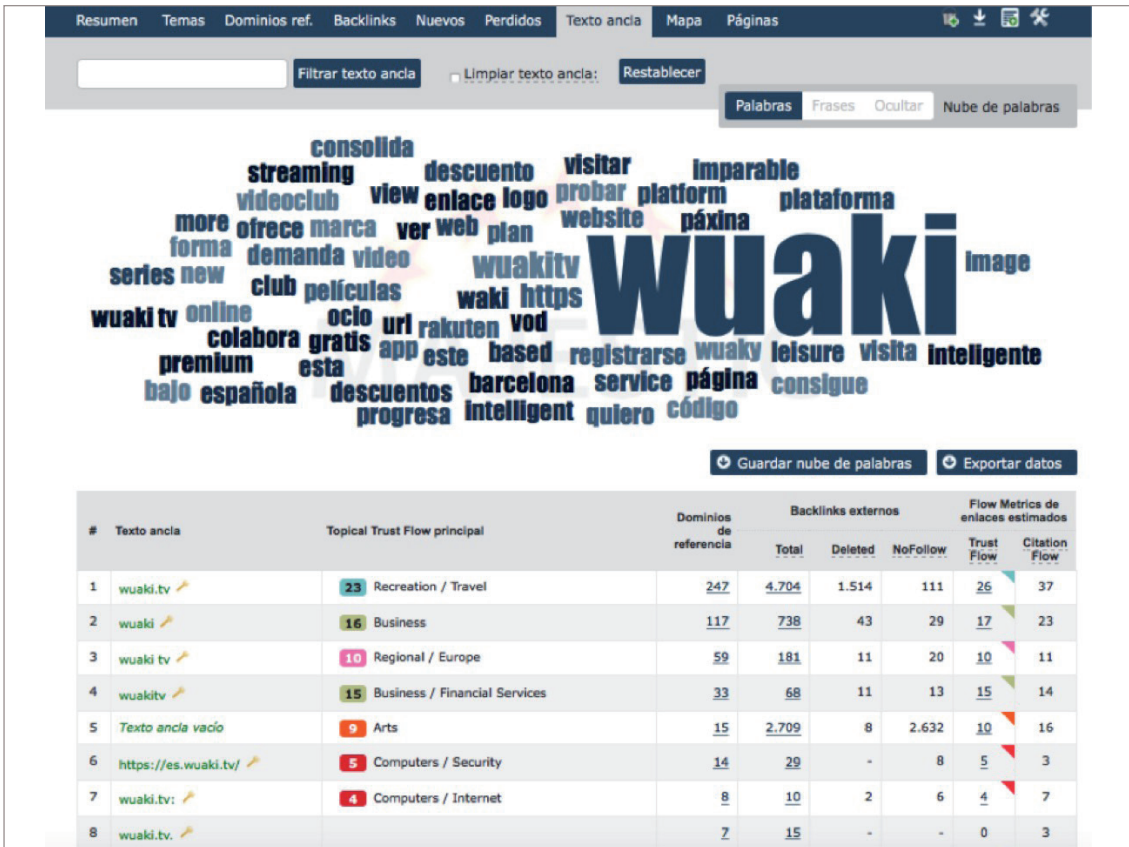 Resumen Temas Dominios ref. Backlinks Nuevos Perdidos Texto ancla Mapa Páginas
Filtrar texto ancla Limpiar texto ancla: Restablecer
Palabras Frases Ocultar Nube de palabras
consolida
streaming descuento visitar imparable
videoclub view enlace logo probar platform plataforma
more ofrece marca ver web plan website páxina
forma demanda video wuakitv wuaki image
series new club películas waki https
wuaki tv online ocio url rakuten vod
colabora gratis app este based registrarse wuaky leisure visita inteligente
premium esta barcelona service página consigue
bajo española descuentos
progresa intelligent quiero código
MAJESTIC
Guardar nube de palabras Exportar datos
# Texto ancla Topical Trust Flow principal Dominios de referencia Backlinks externos Flow Metrics de enlaces estimados
Total Deleted NoFollow Trust Flow Citation Flow
1 wuaki.tv 23 Recreation / Travel 247 4.704 1.514 111 26 37
2 wuaki 16 Business 117 738 43 29 17 23
3 wuaki tv 10 Regional / Europe 59 181 11 20 10 11
4 wuakitv 15 Business / Financial Services 33 68 11 13 15 14
5 Texto ancla vacío 9 Arts 15 2.709 8 2.632 10 16
6 https://es.wuaki.tv/ 5 Computers / Security 14 29 - 8 5 3
7 wuaki.tv: 4 Computers / Internet 8 10 2 6 4 7
8 wuaki.tv. 7 15 - - 0 3